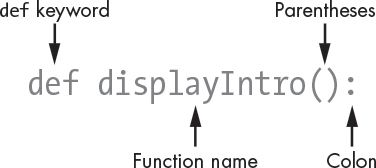 def keyword Parentheses
def displayIntro():
Function name Colon